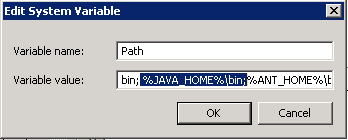 Edit System Variable
Variable name:
Path
Variable value:
bin; %JAVA_HOME%\bin;%ANT_HOME%\b
OK
Cancel